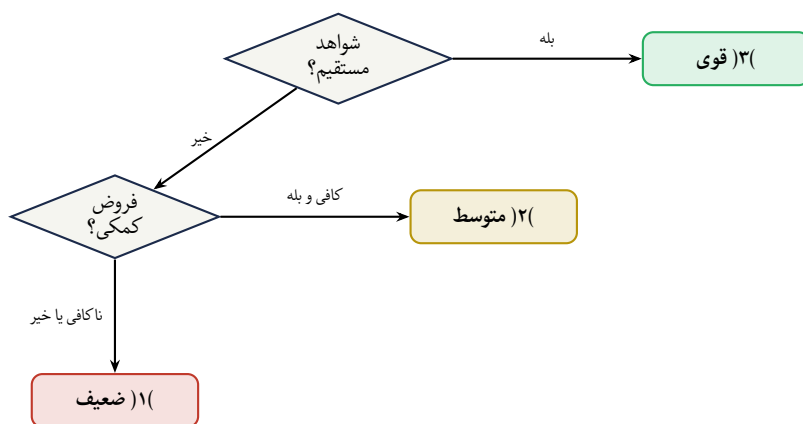 شواهد
مستقیم؟
بله
)۳( قوی
خیر
فروض
کمکی؟
کافی و بله
)۲( متوسط
ناکافی یا خیر
)۱( ضعیف